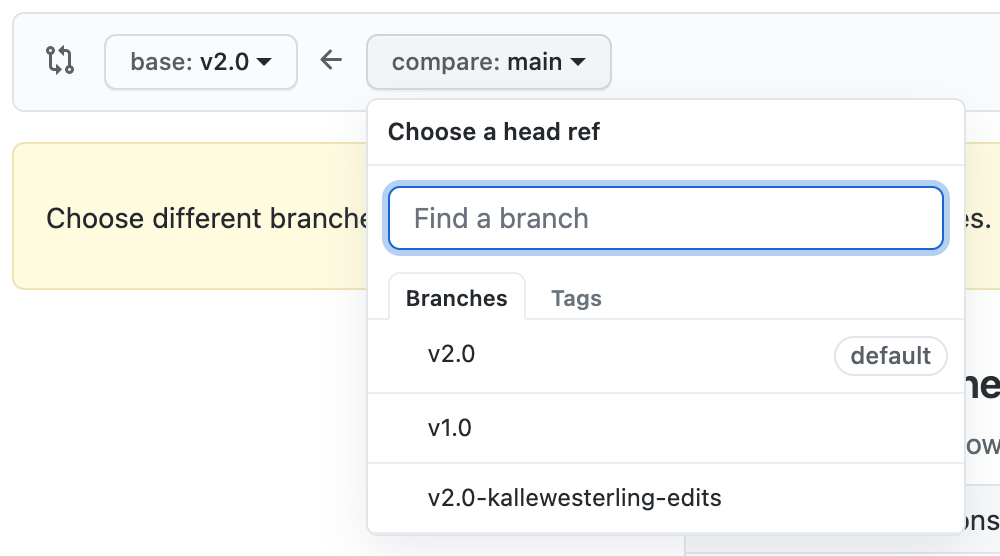 base: v2.0
compare: main
Choose a head ref
Find a branch
Choose different branche
es.
Branches
Tags
v2.0
default
v1.0
v2.0-kallewesterling-edits